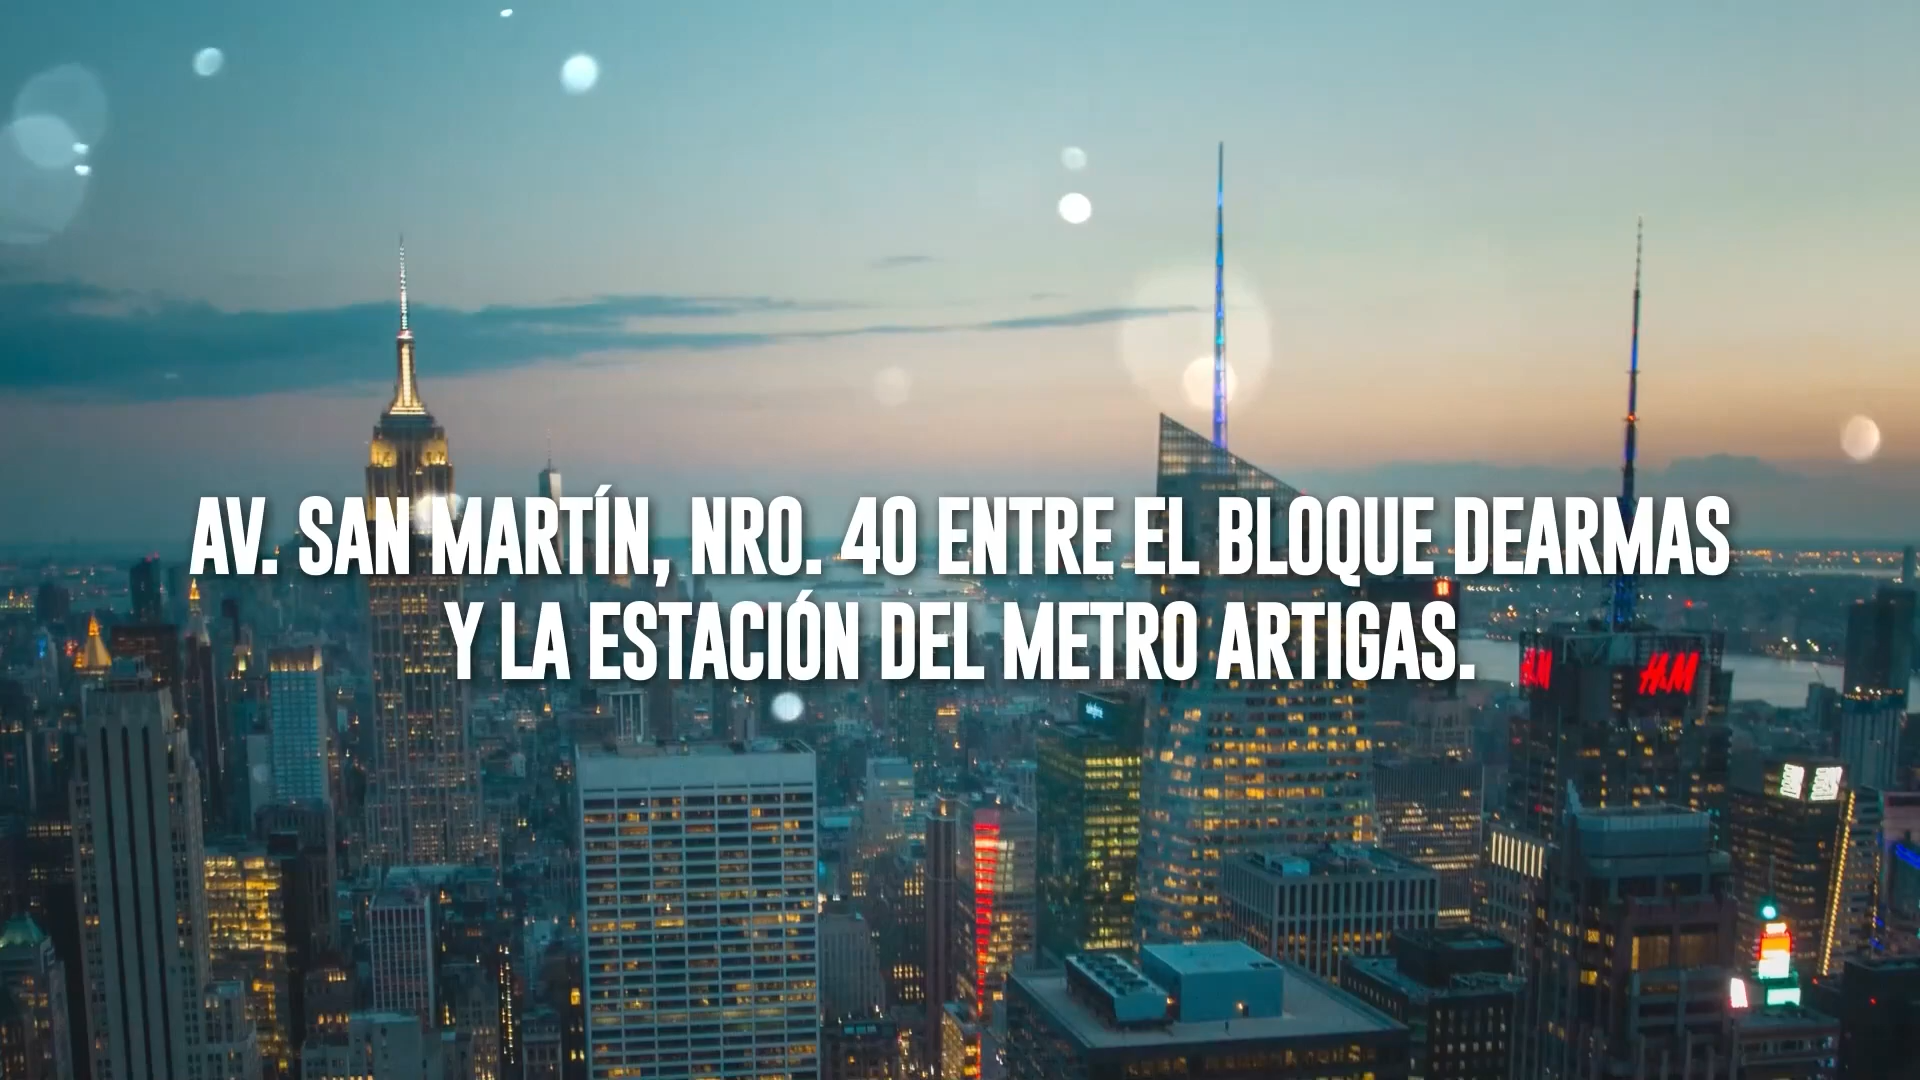 AV. SAN MARTÍN, NRO. 40 ENTRE EL BLOQUE DEARMAS
Y LA ESTACIÓN DEL METRO ARTIGAS.
H&M